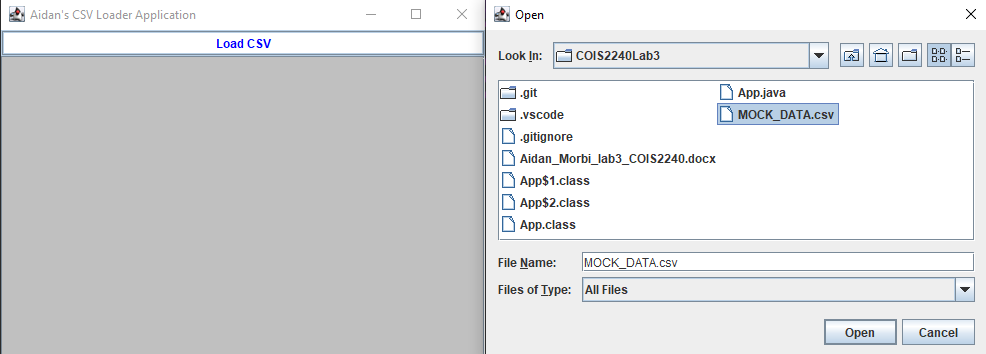 Aidan's CSV Loader Application
Load CSV
Open
Look In:
COIS2240Lab3
.git
.vscode
.gitignore
Aidan_Morbi_lab3_COIS2240.docx
App$1.class
App$2.class
App.class
App.java
MOCK_DATA.csv
File Name:
MOCK_DATA.csv
Files of Type:
All Files
Open
Cancel